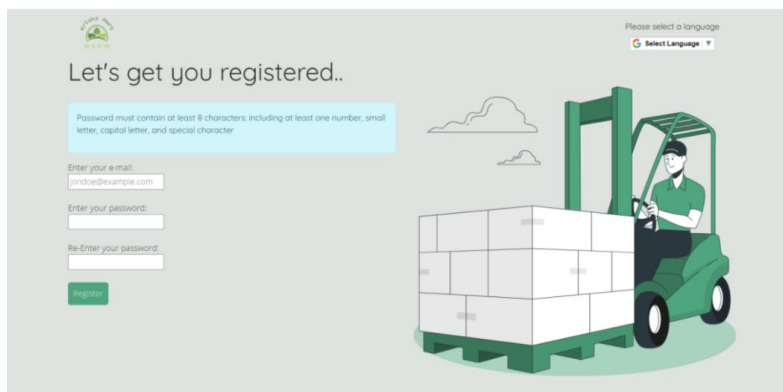 Please select a language
Select Language ▼
Let's get you registered..
Password must contain at least 8 characters: including at least one number, small
letter, capital letter, and special character
Enter your e-mail:
jondoe@example.com
Enter your password:
Re-Enter your password:
Register